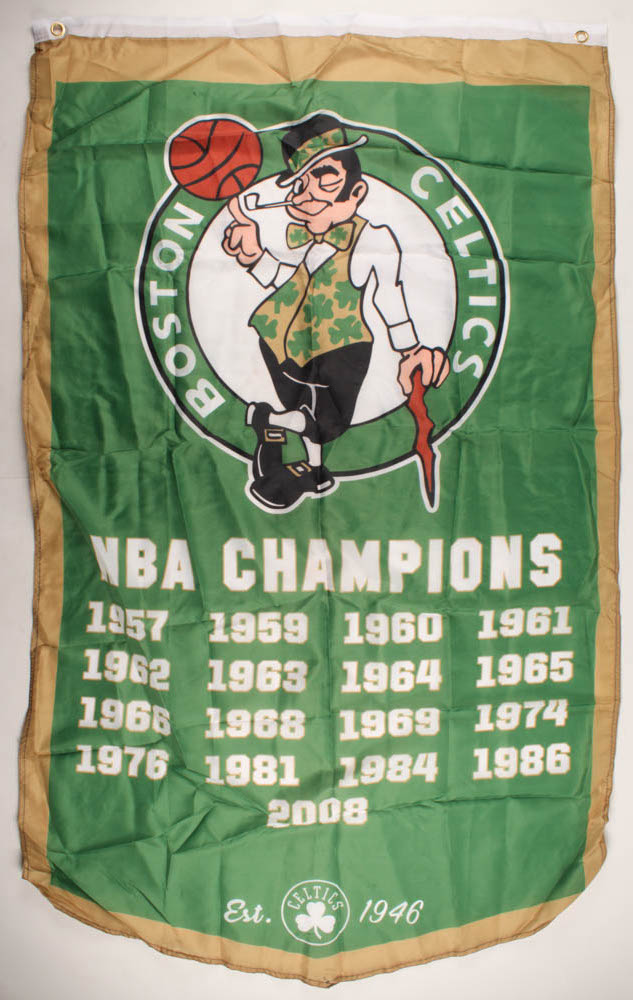 BOSTON CELTICS
NBA CHAMPIONS
1957 1959 1960 1961
1962 1963 1964 1965
1966 1968 1969 1974
1976 1981 1984 1986
2008
Est. CELTICS 1946